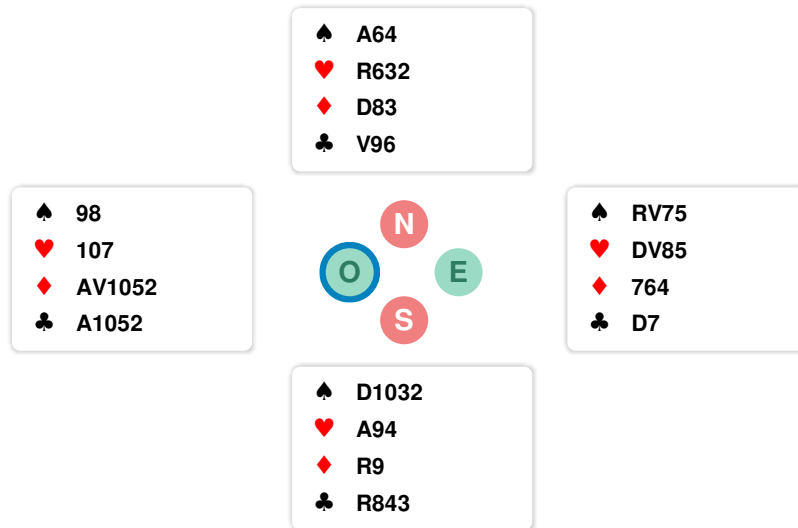 ♠ A64
♥ R632
♦ D83
♣ V96
♠ 98
♥ 107
♦ AV1052
♣ A1052
N
O E
S
♠ RV75
♥ DV85
♦ 764
♣ D7
♠ D1032
♥ A94
♦ R9
♣ R843